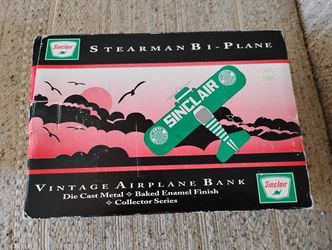 Sinclair
STEARMAN BI-PLANE
SINCLAIR
VINTAGE AIRPLANE BANK
Die Cast Metal ❖ Baked Enamel Finish
❖ Collector Series
Sinclair